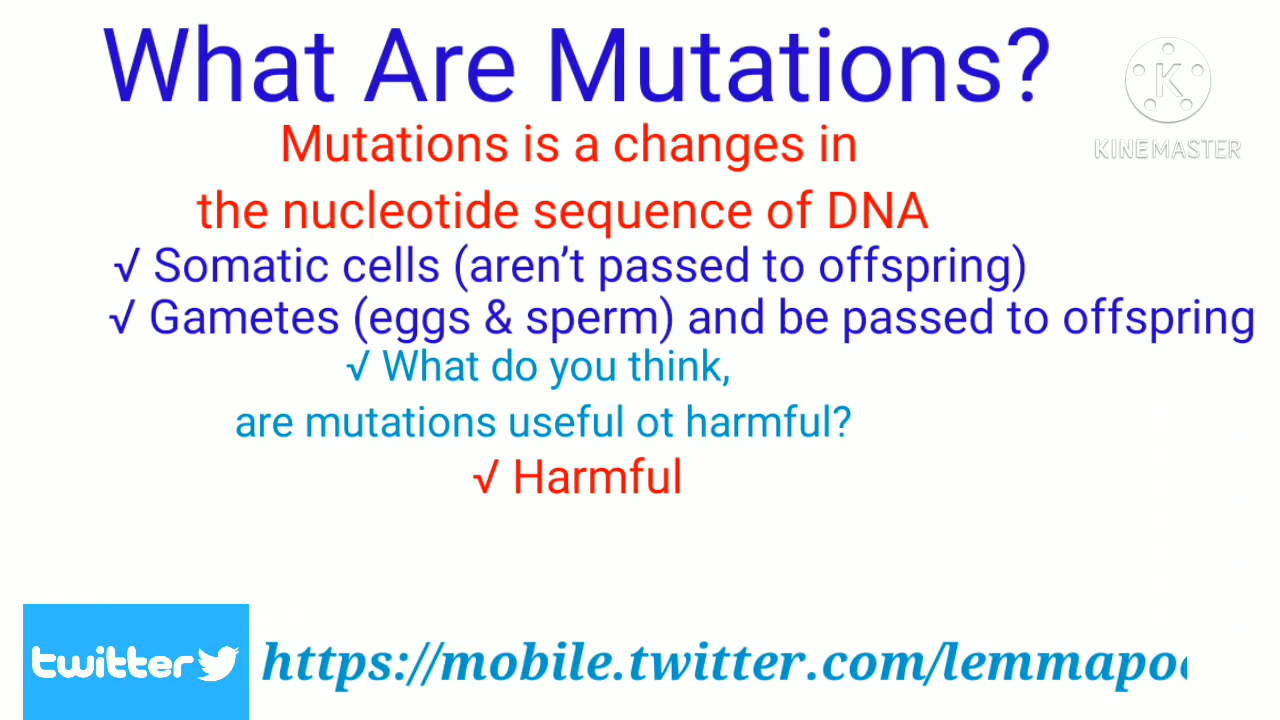 What Are Mutations?
KINEMASTER
Mutations is a changes in
the nucleotide sequence of DNA
√ Somatic cells (aren’t passed to offspring)
√ Gametes (eggs & sperm) and be passed to offspring
√ What do you think,
are mutations useful ot harmful?
√ Harmful
twitter
https://mobile.twitter.com/lemmapo